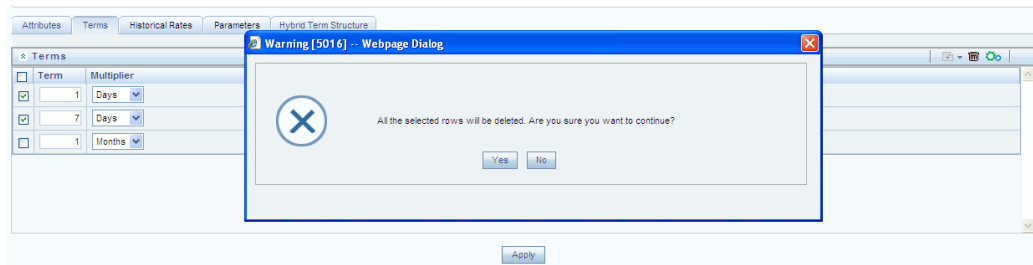 Attributes Terms Historical Rates Parameters Hybrid Term Structure
Warning [5016] -- Webpage Dialog
Terms
Term Multiplier
1 Days
7 Days
1 Months
All the selected rows will be deleted. Are you sure you want to continue?
Yes No
Apply